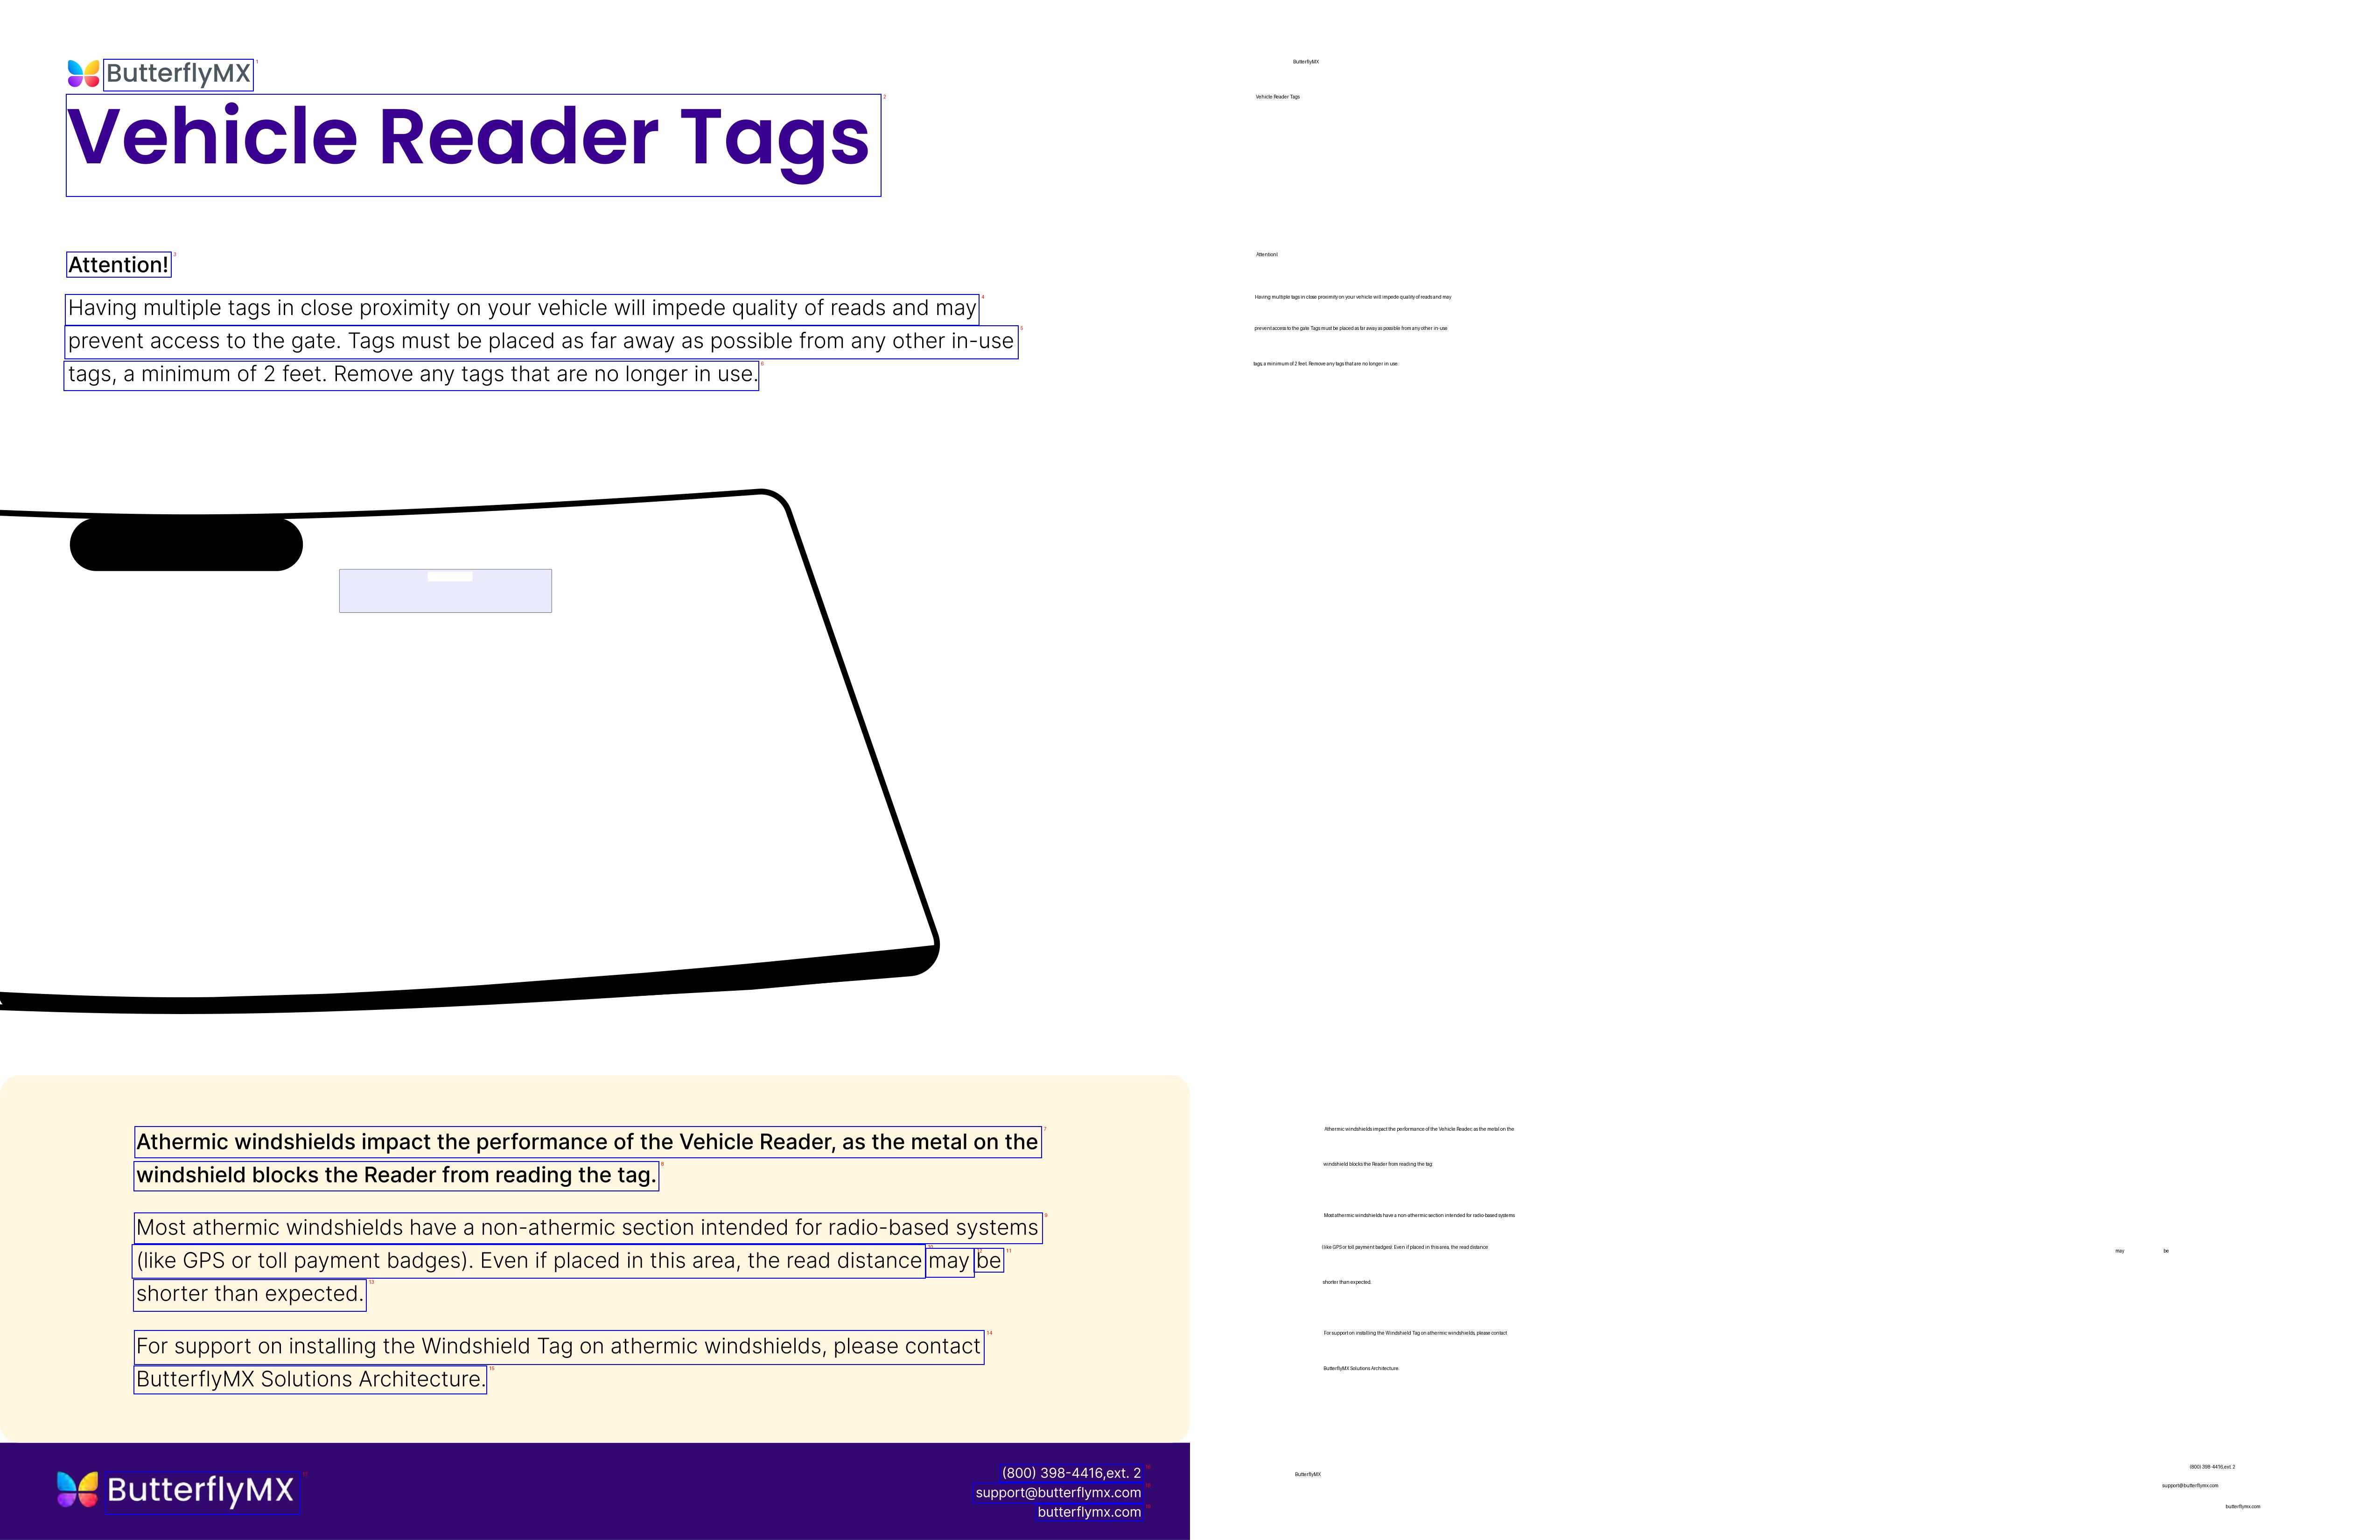 ButterflyMX
Vehicle Reader Tags
Attention!
Having multiple tags in close proximity on your vehicle will impede quality of reads and may
prevent access to the gate. Tags must be placed as far away as possible from any other in-use
tags, a minimum of 2 feet. Remove any tags that are no longer in use.
Athermic windshields impact the performance of the Vehicle Reader, as the metal on the
windshield blocks the Reader from reading the tag.
Most athermic windshields have a non-athermic section intended for radio-based systems
(like GPS or toll payment badges). Even if placed in this area, the read distance may be
shorter than expected.
For support on installing the Windshield Tag on athermic windshields, please contact
ButterflyMX Solutions Architecture.
ButterflyMX
(800) 398-4416,ext. 2
support@butterflymx.com
butterflymx.com
ButterflyMX
Vehicle Reader Tags
Attention!
Having multiple tags in close proximity on your vehicle will impede quality of reads and may
prevent access to the gate. Tags must be placed as far away as possible from any other in-use
tags, a minimum of 2 feet. Remove any tags that are no longer in use.
Athermic windshields impact the performance of the Vehicle Reader, as the metal on the
windshield blocks the Reader from reading the tag.
Most athermic windshields have a non-athermic section intended for radio-based systems
(like GPS or toll payment badges). Even if placed in this area, the read distance
may be
shorter than expected.
For support on installing the Windshield Tag on athermic windshields, please contact
ButterflyMX Solutions Architecture.
ButterflyMX
(800) 398-4416,ext. 2
support@butterflymx.com
butterflymx.com